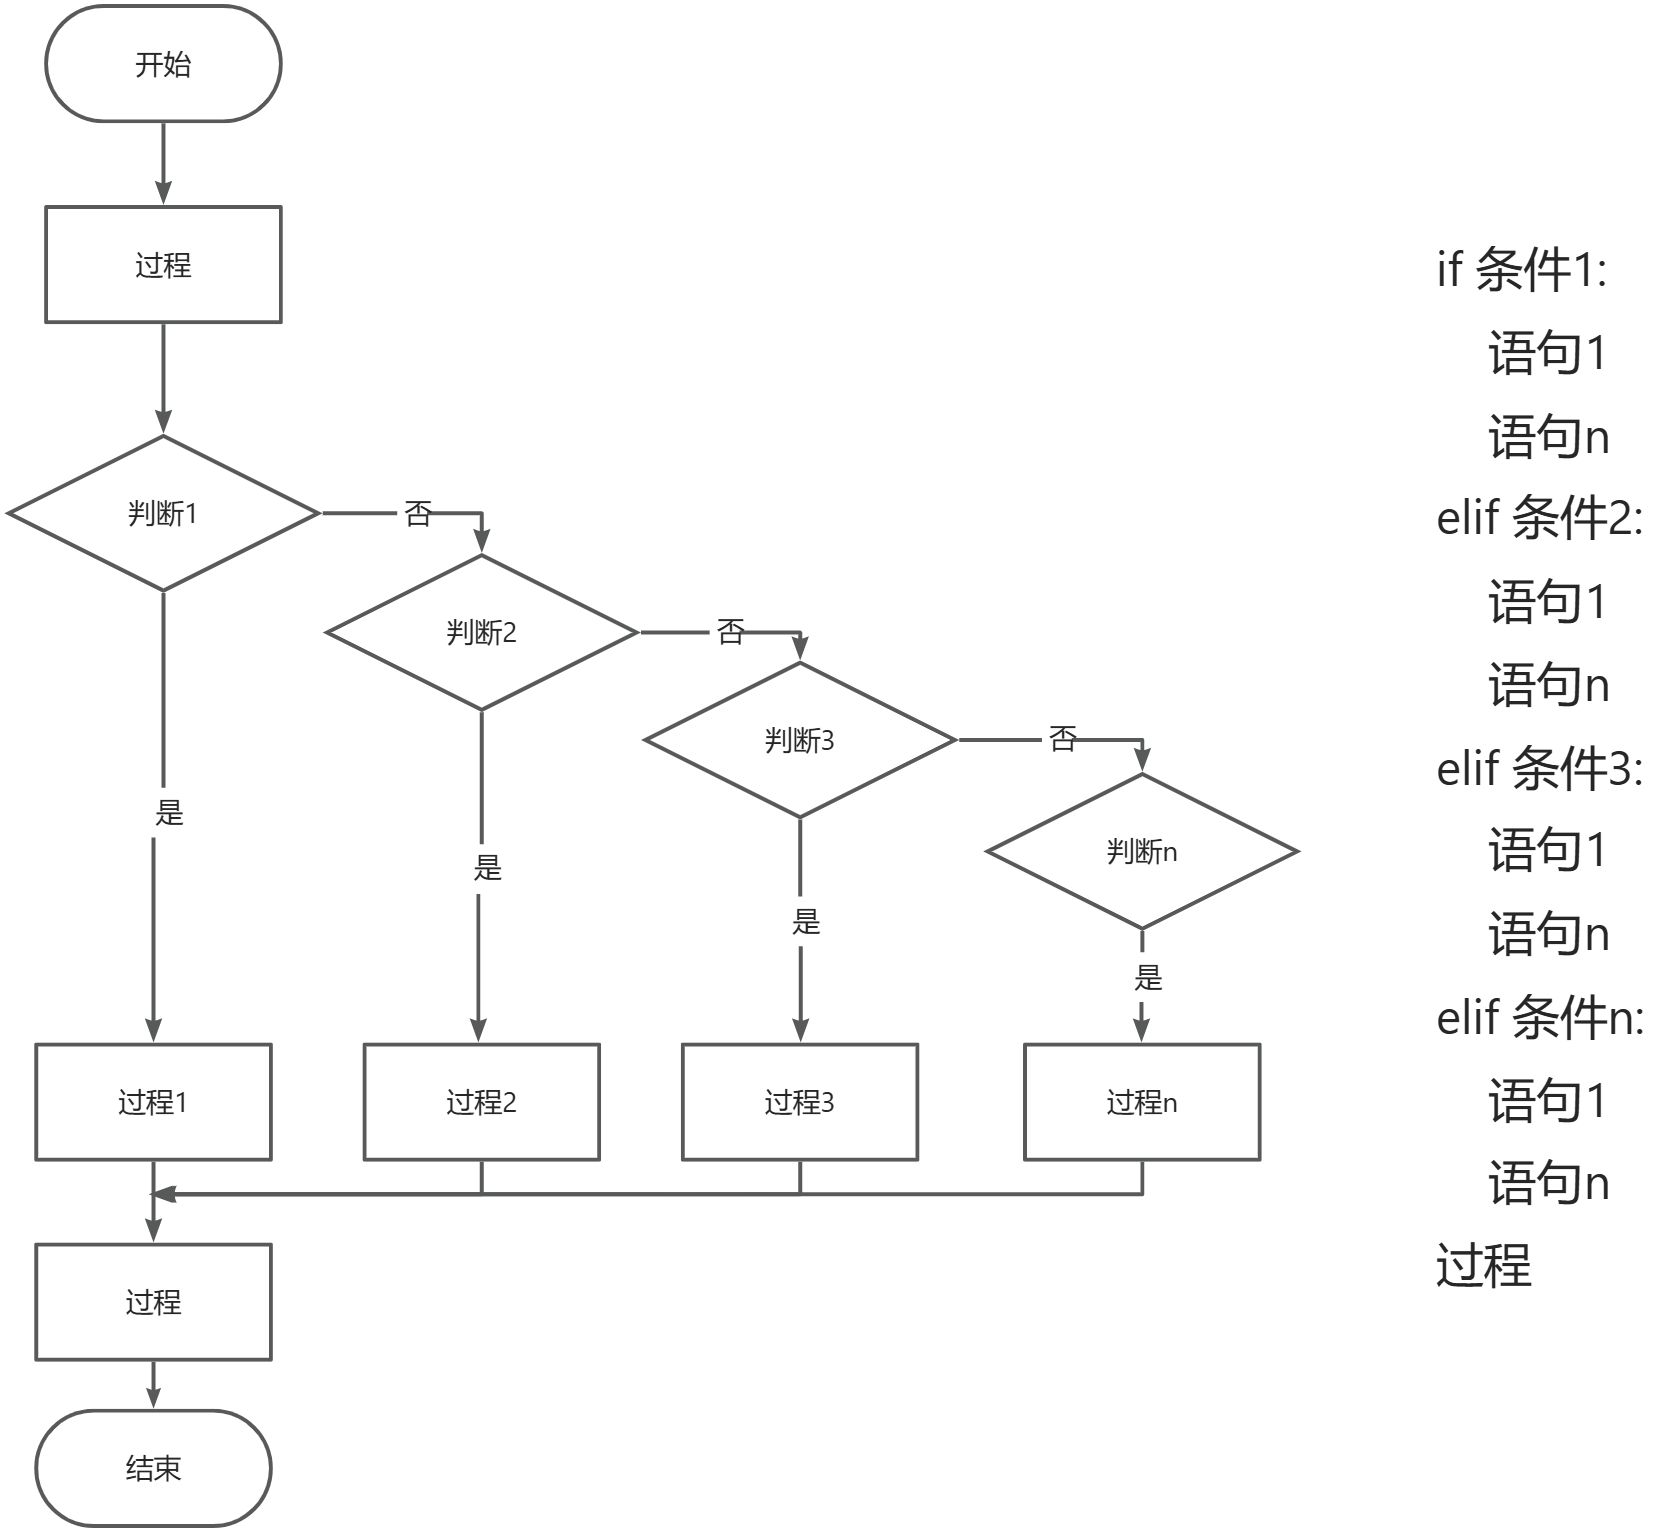 开始
过程
判断1
否
判断2
否
判断3
否
判断n
是
是
是
是
过程1
过程2
过程3
过程n
过程
结束
if 条件1:
语句1
语句n
elif 条件2:
语句1
语句n
elif 条件3:
语句1
语句n
elif 条件n:
语句1
语句n
过程